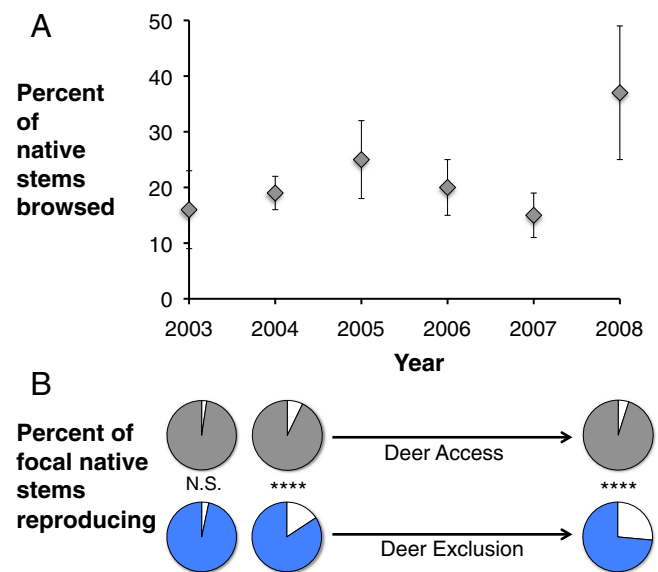 A
Percent
of
native
stems
browsed
50
40
30
20
10
0
2003 2004 2005 2006 2007 2008
Year
B
Percent of
focal native
stems
reproducing
Deer Access
N.S. **** ****
Deer Exclusion